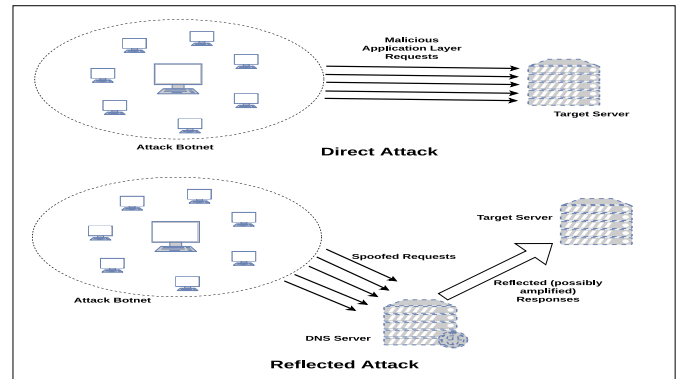 Malicious
Application Layer
Requests
Target Server
Attack Botnet
Direct Attack
Target Server
Spoofed Requests
Reflected (possibly
amplified)
Responses
Attack Botnet
DNS Server
Reflected Attack